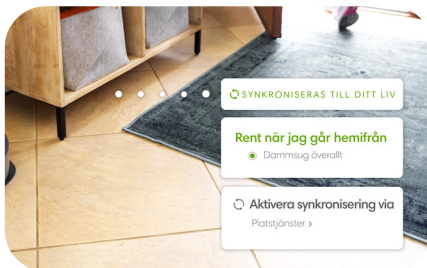 SYNKRONISERAS TILL DITT LIV
Rent när jag går hemifrån
Dammsug överallt
Aktivera synkronisering via
Platstjänster ›